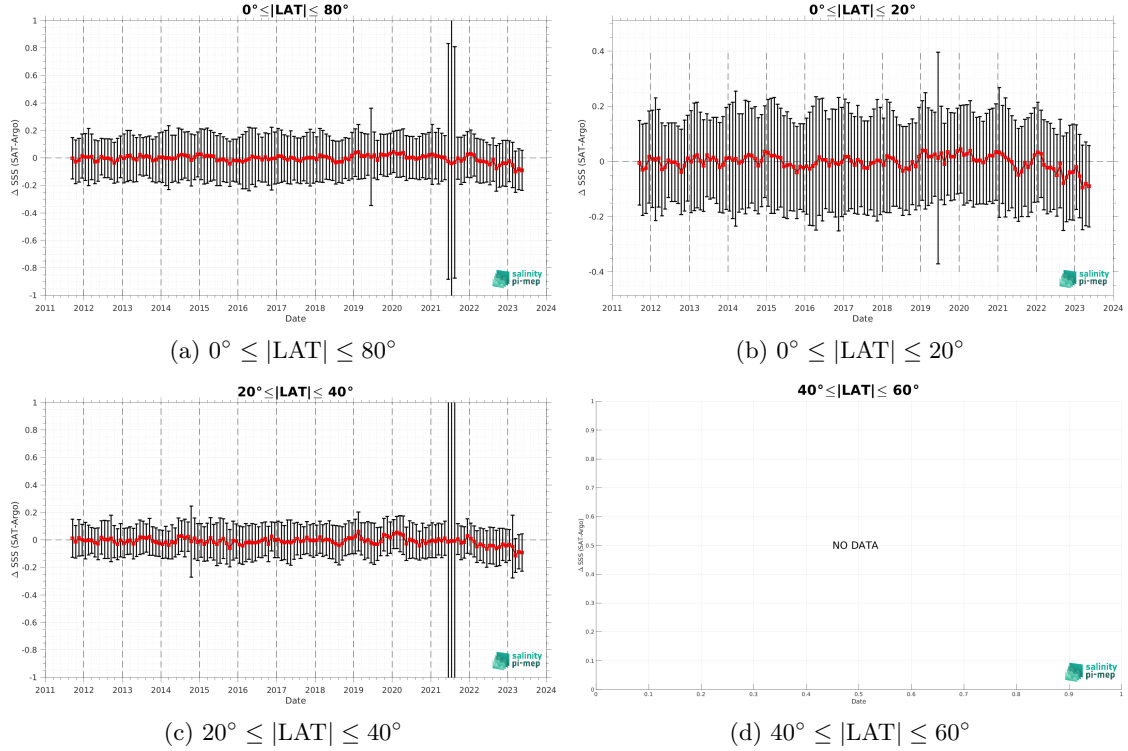 0°≤|LAT|≤ 80°
1
0.8
0.6
0.4
0.2
0
-0.2
-0.4
-0.6
-0.8
-1
Δ SSS (SAT-Argo)
2011 2012 2013 2014 2015 2016 2017 2018 2019 2020 2021 2022 2023 2024
Date
salinity
pi-mep
(a) 0° ≤ |LAT| ≤ 80°
0°≤|LAT|≤ 20°
0.4
0.2
0
-0.2
-0.4
Δ SSS (SAT-Argo)
2011 2012 2013 2014 2015 2016 2017 2018 2019 2020 2021 2022 2023 2024
Date
salinity
pi-mep
(b) 0° ≤ |LAT| ≤ 20°
20°≤|LAT|≤ 40°
1
0.8
0.6
0.4
0.2
0
-0.2
-0.4
-0.6
-0.8
-1
Δ SSS (SAT-Argo)
2011 2012 2013 2014 2015 2016 2017 2018 2019 2020 2021 2022 2023 2024
Date
salinity
pi-mep
(c) 20° ≤ |LAT| ≤ 40°
40°≤|LAT|≤ 60°
1
0.9
0.8
0.7
0.6
0.5
0.4
0.3
0.2
0.1
0
Δ SSS (SAT-Argo)
NO DATA
0 0.1 0.2 0.3 0.4 0.5 0.6 0.7 0.8 0.9 1
Date
salinity
pi-mep
(d) 40° ≤ |LAT| ≤ 60°